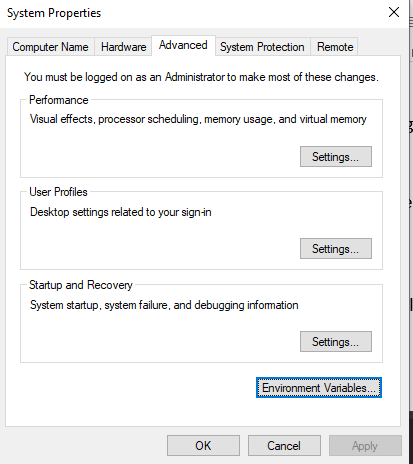 System Properties
Computer Name Hardware Advanced System Protection Remote
You must be logged on as an Administrator to make most of these changes.
Performance
Visual effects, processor scheduling, memory usage, and virtual memory
Settings...
User Profiles
Desktop settings related to your sign-in
Settings...
Startup and Recovery
System startup, system failure, and debugging information
Settings...
Environment Variables...
OK Cancel Apply